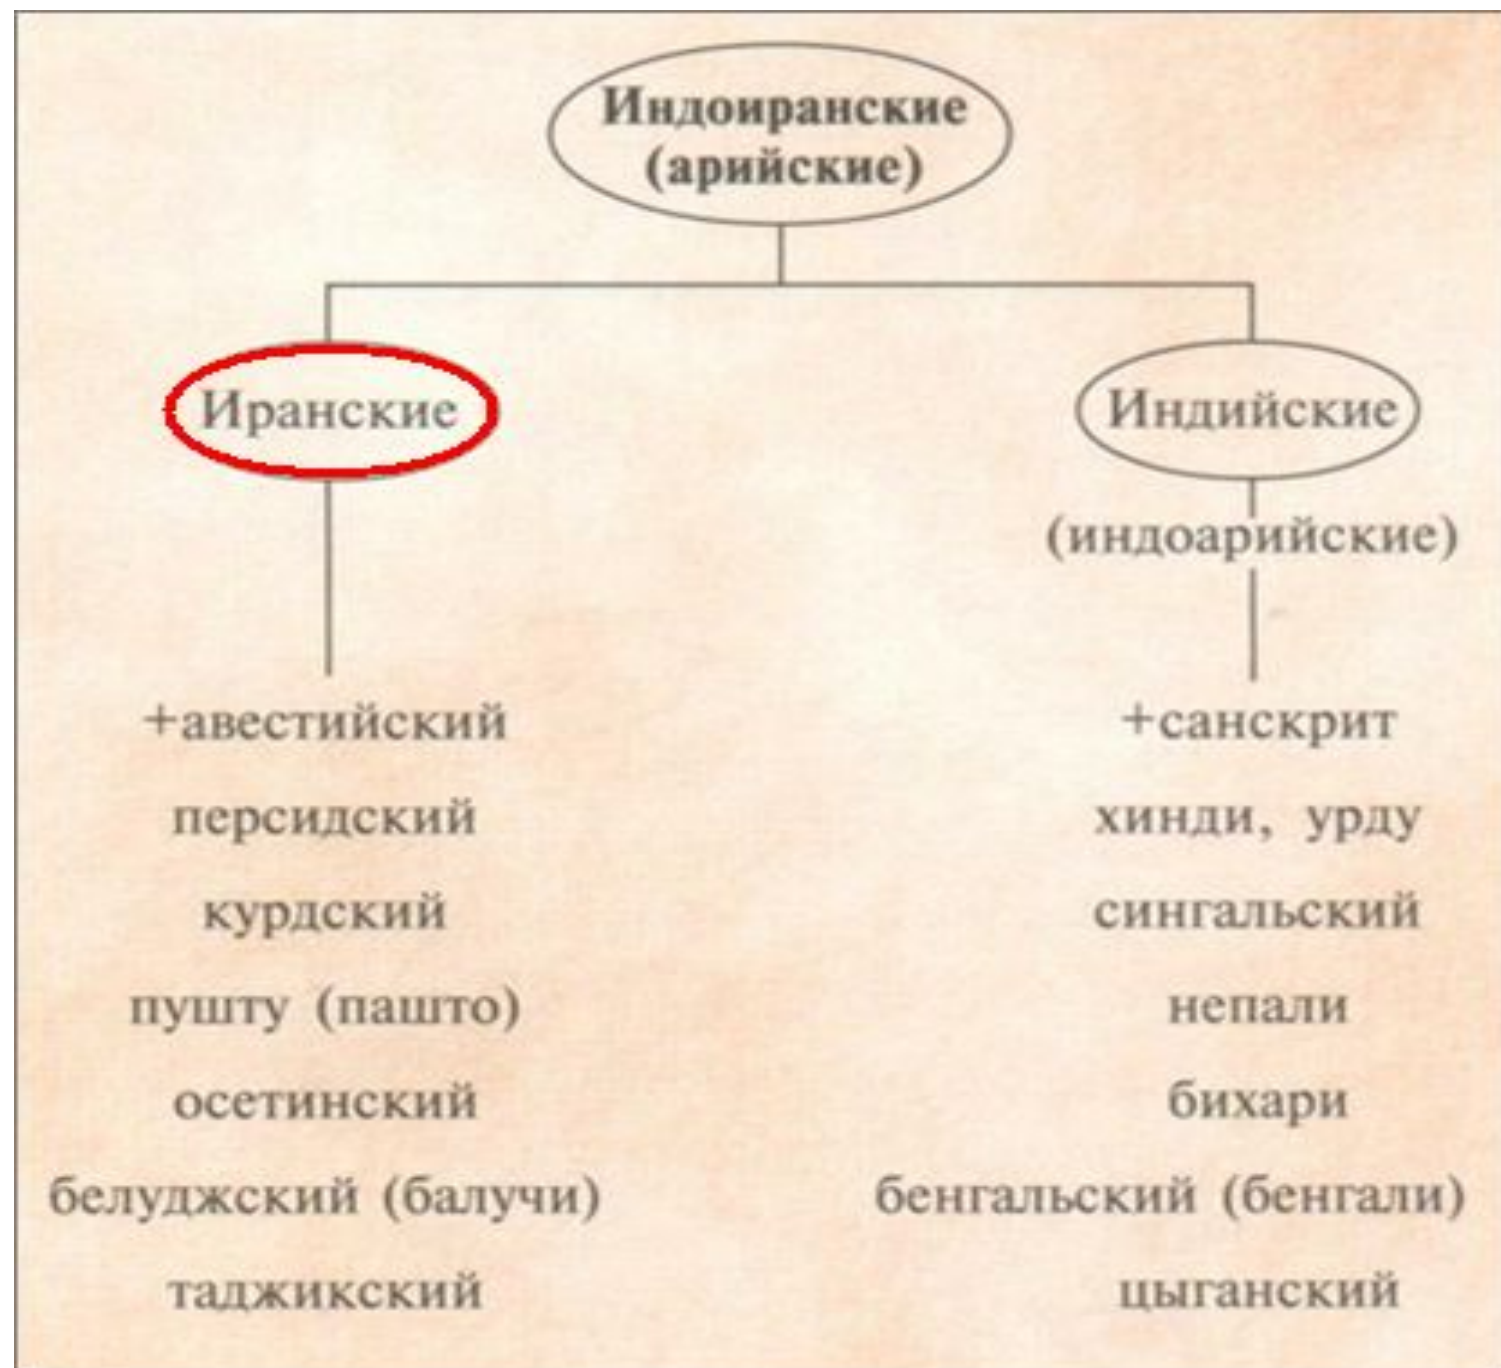 Индоиранские
(арийские)
Иранские
Индийские
(индоарийские)
+авестийский
персидский
курдский
пушту (пашто)
осетинский
белуджский (балучи)
таджикский
+санскрит
хинди, урду
сингальский
непали
бихари
бенгальский (бенгали)
цыганский